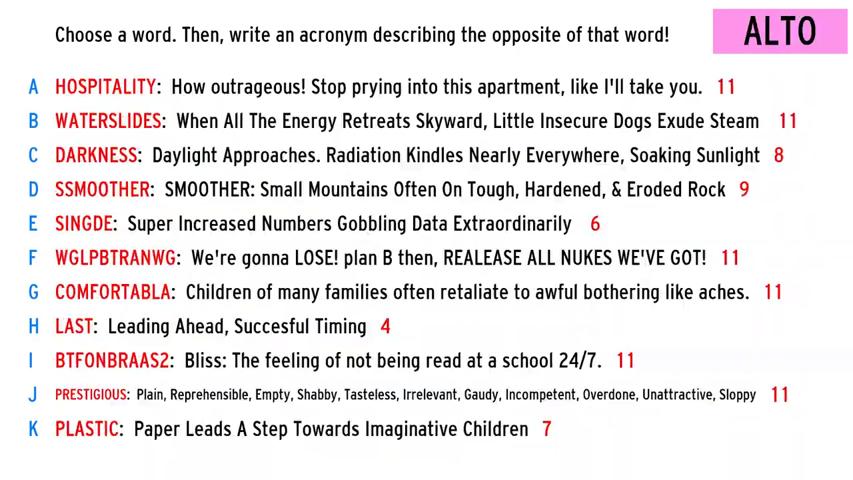 Choose a word. Then, write an acronym describing the opposite of that word!
ALTO
A HOSPITALITY: How outrageous! Stop prying into this apartment, like I'll take you. 11
B WATERSLIDES: When All The Energy Retreats Skyward, Little Insecure Dogs Exude Steam 11
C DARKNESS: Daylight Approaches. Radiation Kindles Nearly Everywhere, Soaking Sunlight 8
D SSMOOTHER: SMOOTHER: Small Mountains Often On Tough, Hardened, & Eroded Rock 9
E SINGDE: Super Increased Numbers Gobbling Data Extraordinarily 6
F WGLPBTRANWG: We're gonna LOSE! plan B then, REALEASE ALL NUKES WE'VE GOT! 11
G COMFORTABLA: Children of many families often retaliate to awful bothering like aches. 11
H LAST: Leading Ahead, Succesful Timing 4
I BTFONBRAAS2: Bliss: The feeling of not being read at a school 24/7. 11
J PRESTIGIOUS: Plain, Reprehensible, Empty, Shabby, Tasteless, Irrelevant, Gaudy, Incompetent, Overdone, Unattractive, Sloppy 11
K PLASTIC: Paper Leads A Step Towards Imaginative Children 7